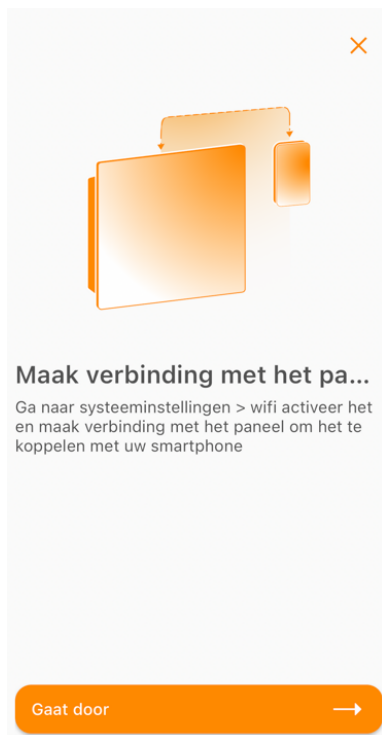 Maak verbinding met het pa...
Ga naar systeeminstellingen > wifi activeer het
en maak verbinding met het paneel om het te
koppelen met uw smartphone
Gaat door